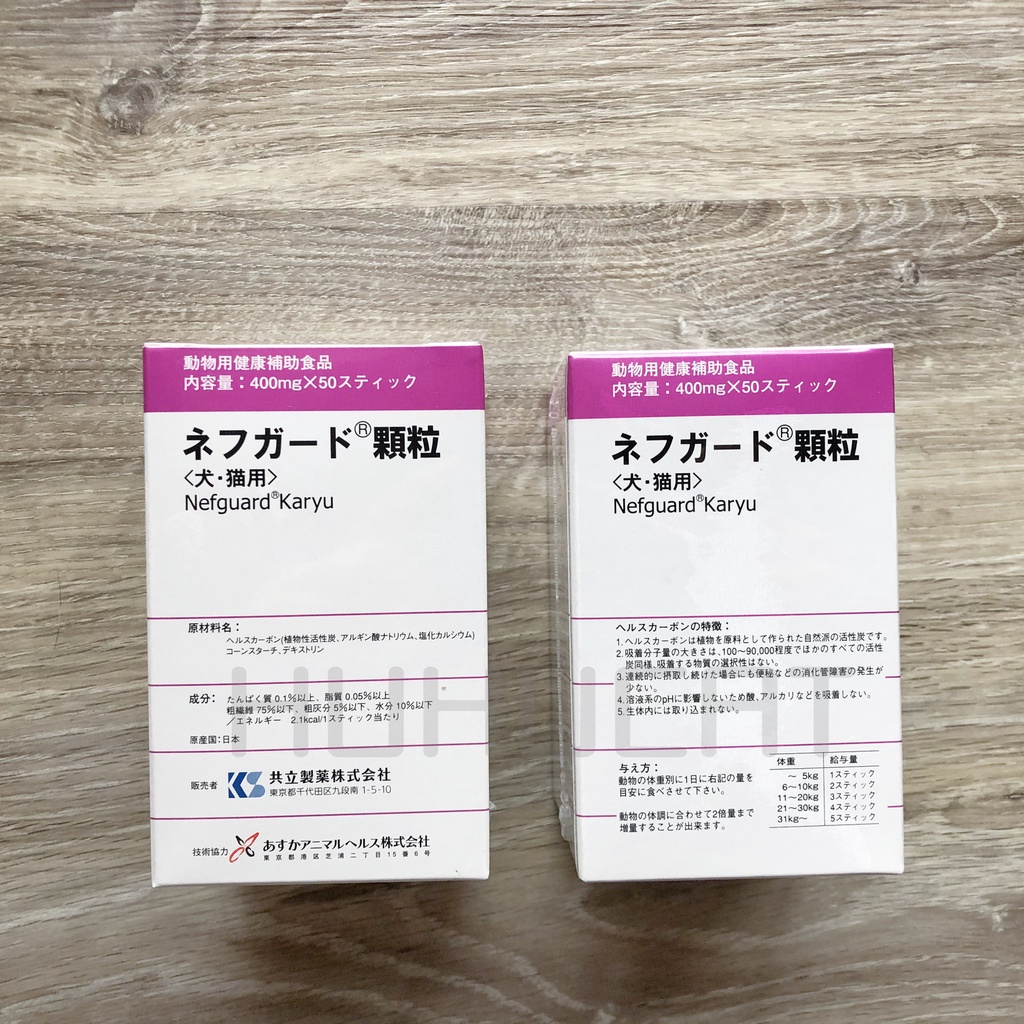 動物用健康補助食品
内容量：400mg×50スティック
ネフガード®顆粒
〈犬・猫用〉
Nefguard®Karyu
原材料名：
ヘルスカーボン(植物性活性炭、アルギン酸ナトリウム、塩化カルシウム)
コーンスターチ、デキストリン
成分： たんぱく質 0.1%以上、脂質 0.05%以上
粗繊維 75%以下、粗灰分 5%以下、水分 10%以下
／エネルギー 2.1kcal/1スティック当たり
原産国：日本
販売者 KS 共立製薬株式会社
東京都千代田区九段南 1-5-10
技術協力 あすかアニマルヘルス株式会社
東京都港区芝浦二丁目15番6号
動物用健康補助食品
内容量：400mg×50スティック
ネフガード®顆粒
〈犬・猫用〉
Nefguard®Karyu
ヘルスカーボンの特徴：
1. ヘルスカーボンは植物を原料として作られた自然派の活性炭です。
2. 吸着分子量の大きさは、100〜90,000程度でほかのすべての活性
炭同様、吸着する物質の選択性はない。
3. 連続的に摂取し続けた場合にも便秘などの消化管障害の発生が
少ない。
4. 溶液系のpHに影響しないため酸、アルカリなどを吸着しない。
5. 生体内には取り込まれない。
与え方：
動物の体重別に1日に右記の量を
目安に食べさせて下さい。
動物の体調に合わせて2倍量まで
増量することが出来ます。
体重 給与量
〜 5kg 1スティック
6〜10kg 2スティック
11〜20kg 3スティック
21〜30kg 4スティック
31kg〜 5スティック